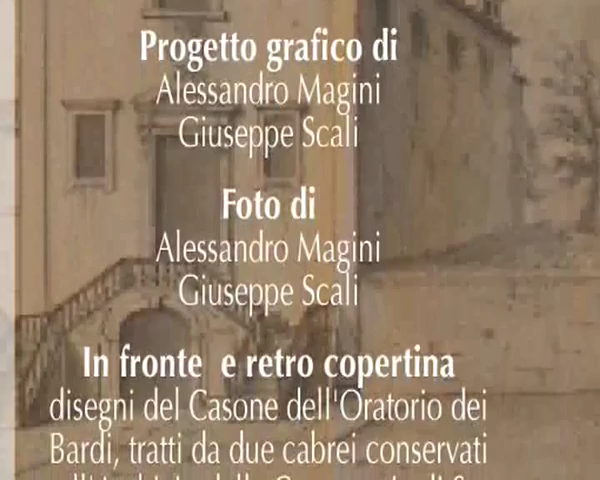 Progetto grafico di
Alessandro Magini
Giuseppe Scali
Foto di
Alessandro Magini
Giuseppe Scali
In fronte e retro copertina
disegni del Casone dell'Oratorio dei
Bardi, tratti da due cabrei conservati